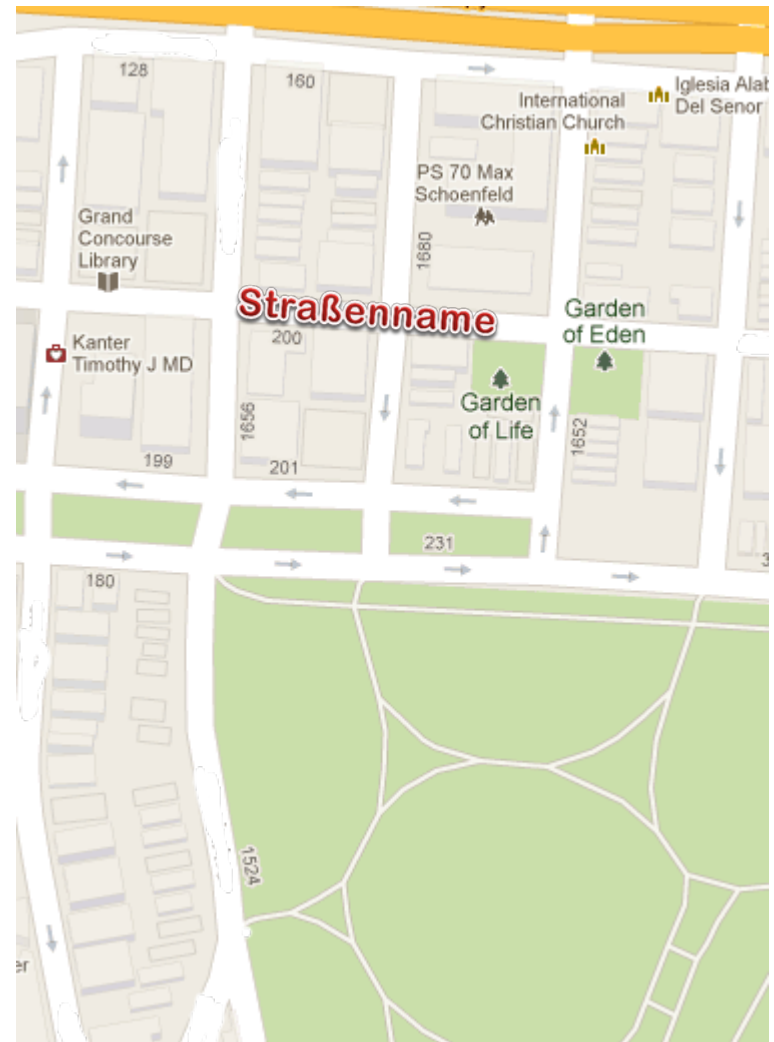 128
160
Iglesia Alab
Del Senor
International
Christian Church
PS 70 Max
Schoenfeld
Grand
Concourse
Library
1680
Straßenname
Garden
of Eden
Kanter
Timothy J MD
200
Garden
of Life
1656
1652
199
201
231
180
1524
er